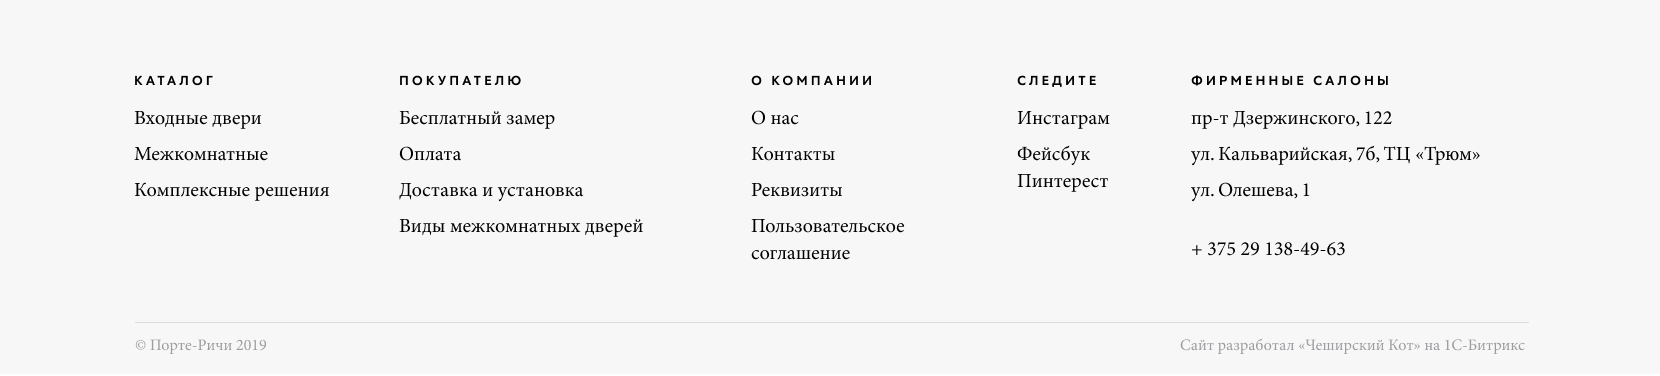 КАТАЛОГ
Входные двери
Межкомнатные
Комплексные решения
ПОКУПАТЕЛЮ
Бесплатный замер
Оплата
Доставка и установка
Виды межкомнатных дверей
О КОМПАНИИ
О нас
Контакты
Реквизиты
Пользовательское
соглашение
СЛЕДИТЕ
Инстаграм
Фейсбук
Пинтерест
ФИРМЕННЫЕ САЛОНЫ
пр-т Дзержинского, 122
ул. Кальварийская, 7б, ТЦ «Трюм»
ул. Олешева, 1
+ 375 29 138-49-63
© Порте-Ричи 2019
Сайт разработал «Чеширский Кот» на 1С-Битрикс